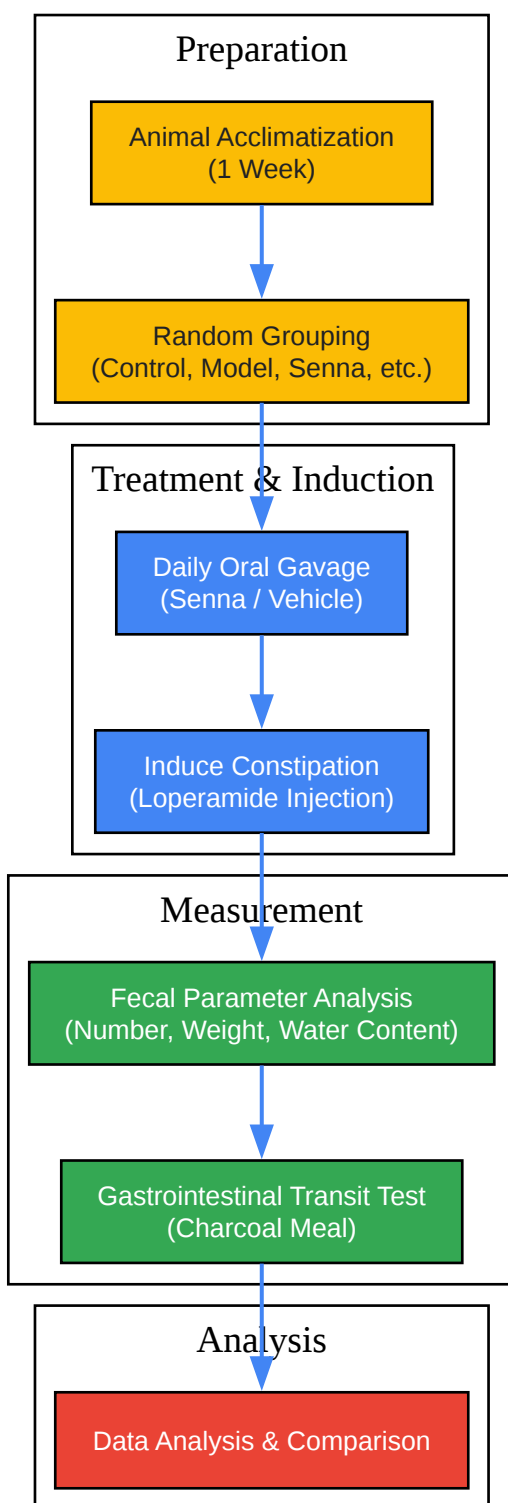 Preparation
Animal Acclimatization
(1 Week)
Random Grouping
(Control, Model, Senna, etc.)
Treatment & Induction
Daily Oral Gavage
(Senna / Vehicle)
Induce Constipation
(Loperamide Injection)
Measurement
Fecal Parameter Analysis
(Number, Weight, Water Content)
Gastrointestinal Transit Test
(Charcoal Meal)
Analysis
Data Analysis & Comparison